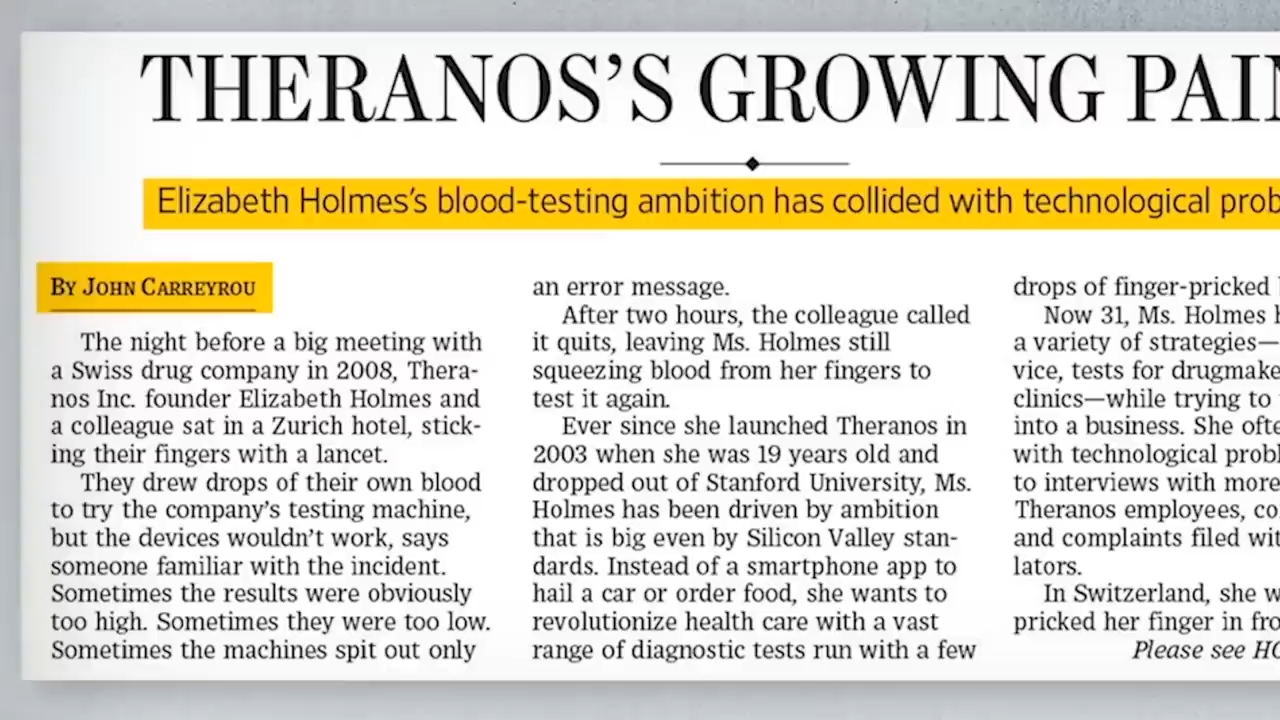 THERANOS’S GROWING
Elizabeth Holmes’s blood-testing ambition has collided with technological
BY JOHN CARREYROU
The night before a big meeting with
a Swiss drug company in 2008, Thera-
nos Inc. founder Elizabeth Holmes and
a colleague sat in a Zurich hotel, stick-
ing their fingers with a lancet.
They drew drops of their own blood
to try the company’s testing machine,
but the devices wouldn’t work, says
someone familiar with the incident.
Sometimes the results were obviously
too high. Sometimes they were too low.
Sometimes the machines spit out only
an error message.
After two hours, the colleague called
it quits, leaving Ms. Holmes still
squeezing blood from her fingers to
test it again.
Ever since she launched Theranos in
2003 when she was 19 years old and
dropped out of Stanford University, Ms.
Holmes has been driven by ambition
that is big even by Silicon Valley stan-
dards. Instead of a smartphone app to
hail a car or order food, she wants to
revolutionize health care with a vast
range of diagnostic tests run with a few
drops of finger-pricked
Now 31, Ms. Holmes
a variety of strategies—
vice, tests for
clinics—while trying to
into a business. She
with technological
to interviews with more
Theranos employees,
and complaints filed
lators.
In Switzerland, she
pricked her finger in
Please see